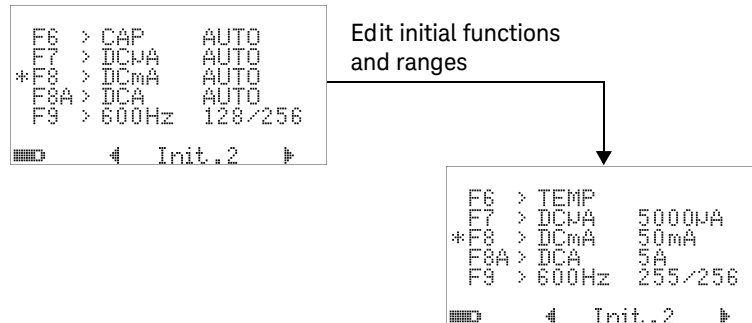 F6 > CAP AUTO
F7 > DCµA AUTO
*F8 > DCmA AUTO
F8A > DCA AUTO
F9 > 600Hz 128/256
Init.2
Edit initial functions
and ranges
F6 > TEMP
F7 > DCµA 5000µA
*F8 > DCmA 50mA
F8A > DCA 5A
F9 > 600Hz 255/256
Init.2